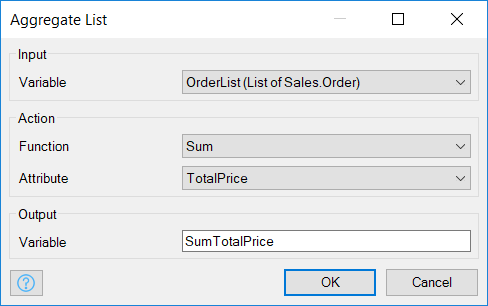 Aggregate List
Input
Variable OrderList (List of Sales.Order)
Action
Function Sum
Attribute TotalPrice
Output
Variable SumTotalPrice
? OK Cancel